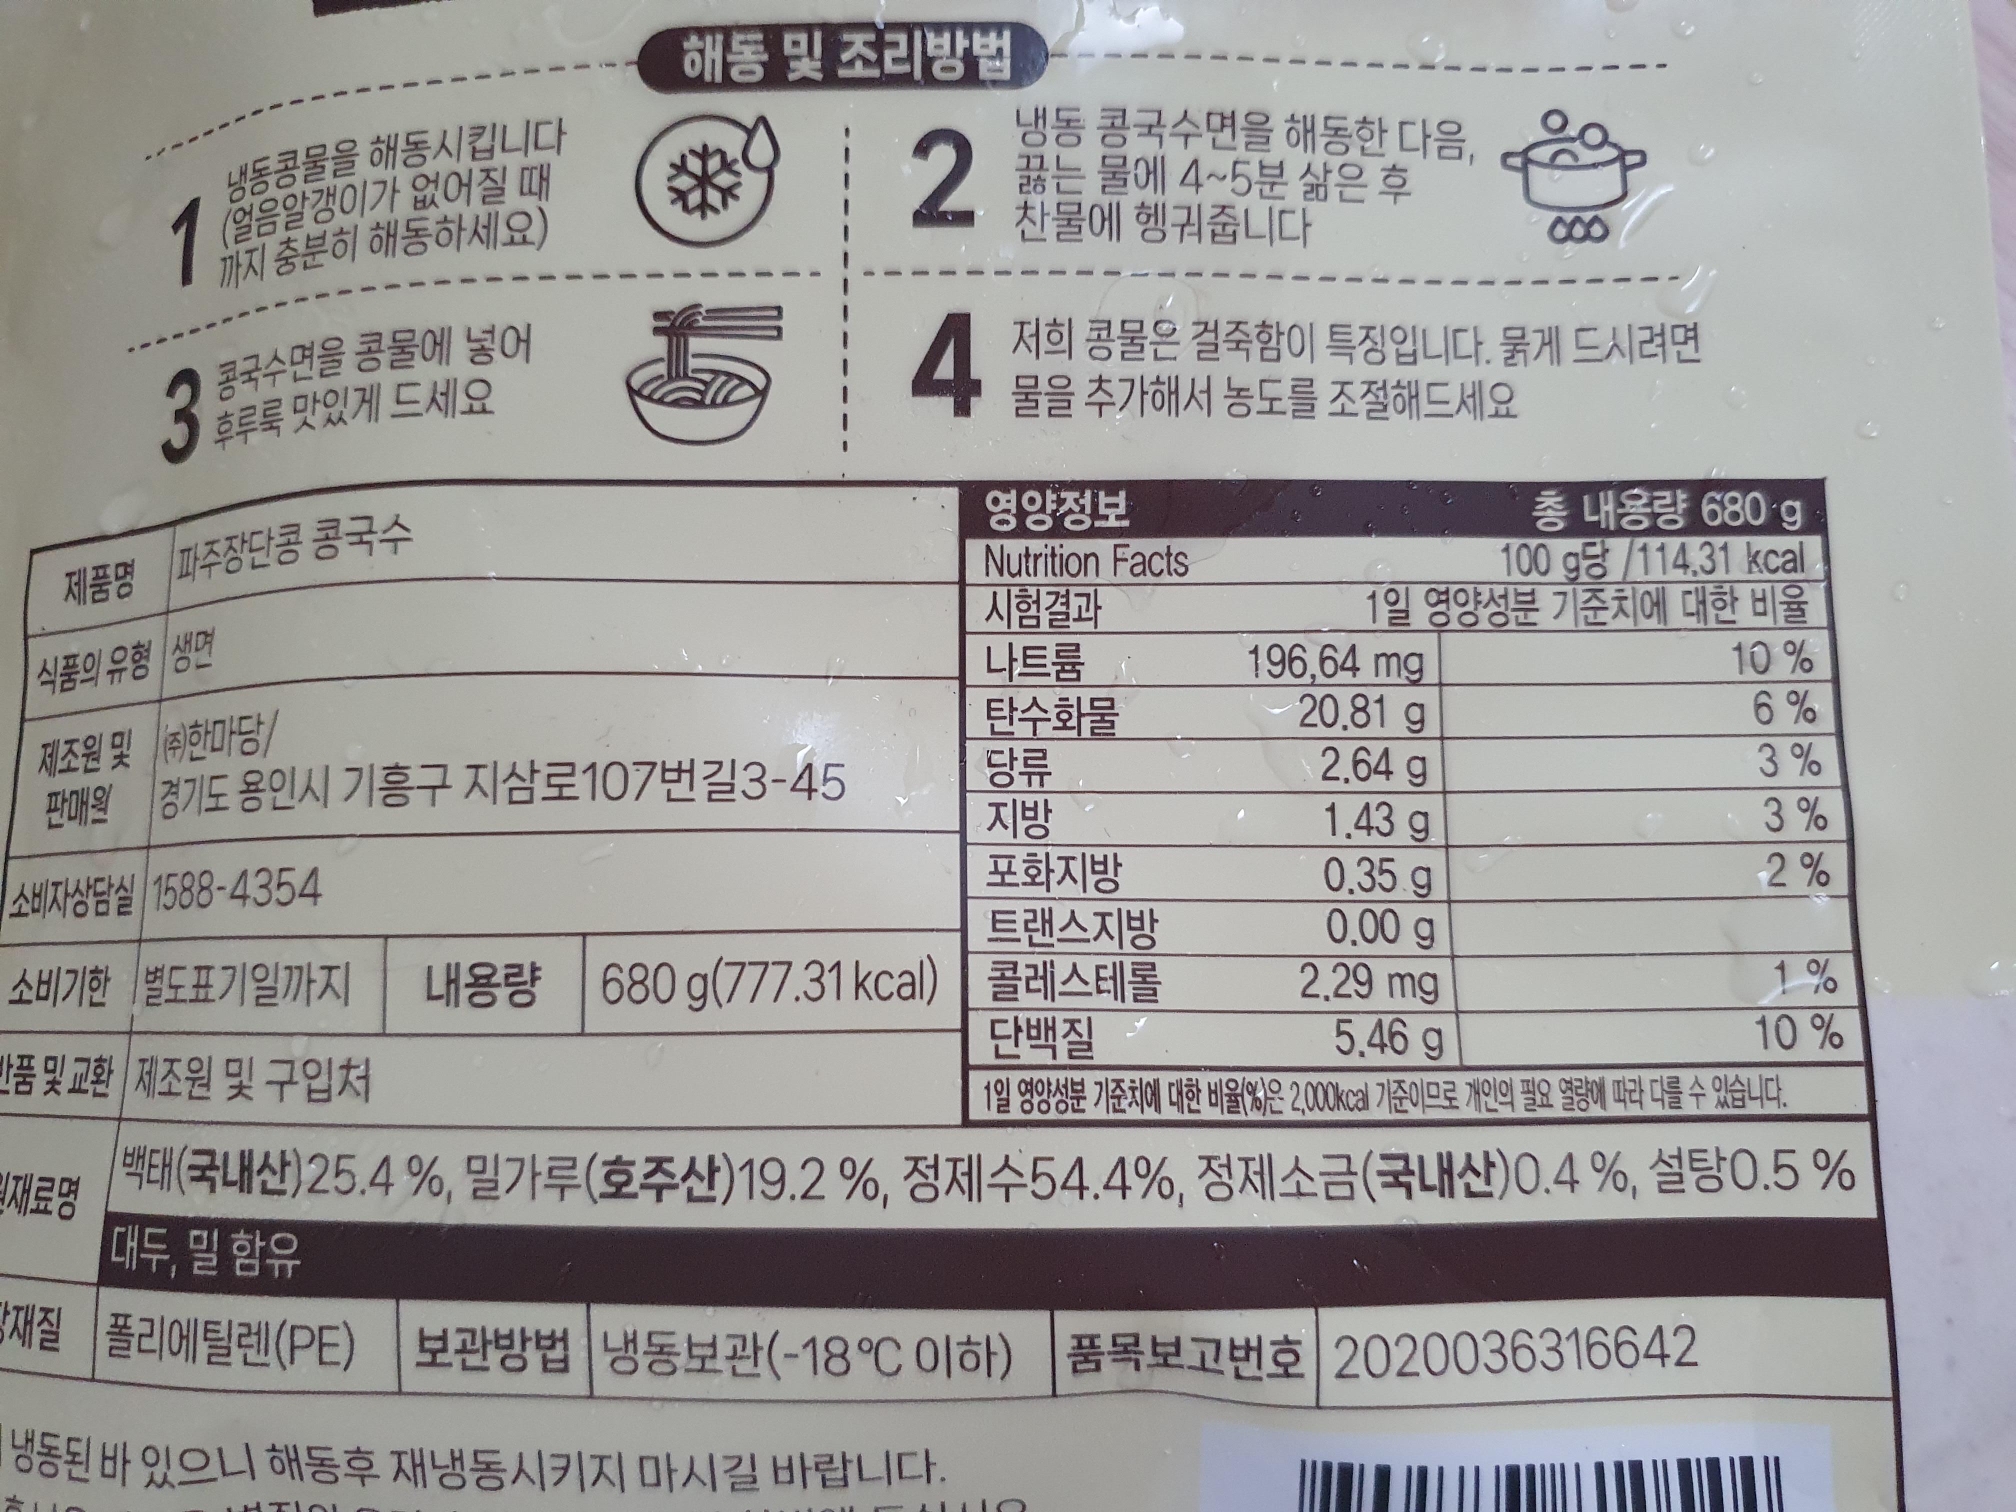 해동 및 조리방법
1
냉동콩물을 해동시킵니다
(얼음알갱이가 없어질 때
까지 충분히 해동하세요)
2
냉동 콩국수면을 해동한 다음,
끓는 물에 4~5분 삶은 후
찬물에 헹궈줍니다
3
콩국수면을 콩물에 넣어
후루룩 맛있게 드세요
4
저희 콩물은 걸죽함이 특징입니다. 묽게 드시려면
물을 추가해서 농도를 조절해드세요
제품명 파주장단콩 콩국수
식품의 유형 생면
제조원 및
판매원
㈜한마당/
경기도 용인시 기흥구 지삼로107번길3-45
소비자상담실 1588-4354
소비기한 별도표기일까지 내용량 680 g(777.31 kcal)
반품 및 교환 제조원 및 구입처
영양정보 총 내용량 680 g
Nutrition Facts 100 g당 /114.31 kcal
시험결과 1일 영양성분 기준치에 대한 비율
나트륨 196,64 mg 10 %
탄수화물 20.81 g 6 %
당류 2.64 g 3 %
지방 1.43 g 3 %
포화지방 0.35 g 2 %
트랜스지방 0.00 g
콜레스테롤 2.29 mg 1 %
단백질 5.46 g 10 %
1일 영양성분 기준치에 대한 비율(%)은 2,000kcal 기준이므로 개인의 필요 열량에 따라 다를 수 있습니다.
원재료명 백태(국내산)25.4 %, 밀가루(호주산)19.2 %, 정제수54.4%, 정제소금(국내산)0.4 %, 설탕0.5 %
대두, 밀 함유
장재질 폴리에틸렌(PE) 보관방법 냉동보관(-18℃ 이하) 품목보고번호 2020036316642
냉동된 바 있으니 해동후 재냉동시키지 마시길 바랍니다.